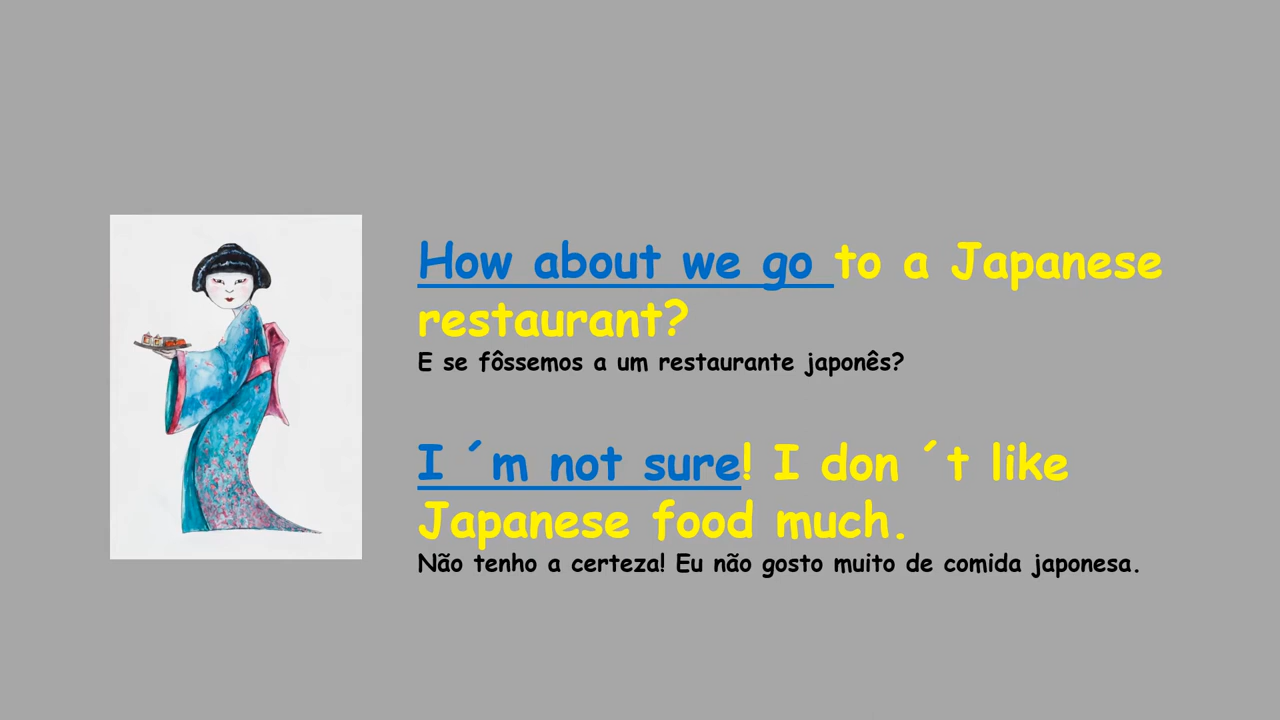 How about we go to a Japanese
restaurant?
E se fôssemos a um restaurante japonês?
I ´m not sure! I don ´t like
Japanese food much.
Não tenho a certeza! Eu não gosto muito de comida japonesa.